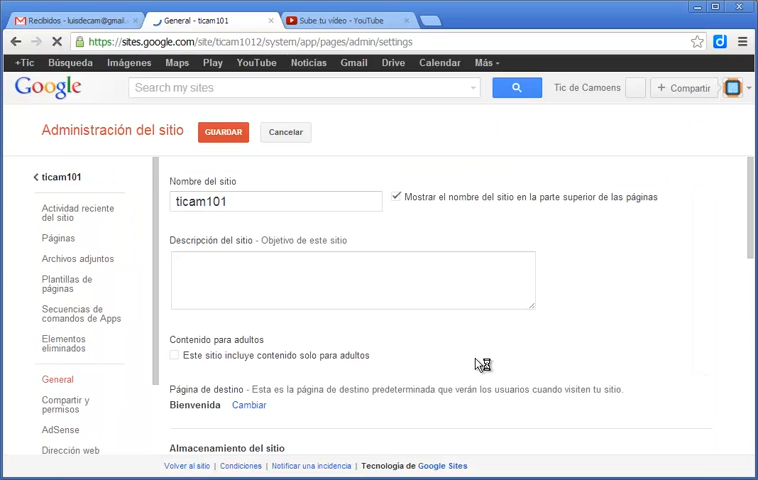 Recibidos - luisdecam@gmail.
General - ticam101
Sube tu vídeo - YouTube
https://sites.google.com/site/ticam1012/system/app/pages/admin/settings
+Tic Búsqueda Imágenes Maps Play YouTube Noticias Gmail Drive Calendar Más
Google
Search my sites
Tic de Camoens
+ Compartir
Administración del sitio
GUARDAR
Cancelar
ticam101
Actividad reciente
del sitio
Páginas
Archivos adjuntos
Plantillas de
páginas
Secuencias de
comandos de Apps
Elementos
eliminados
General
Compartir y
permisos
AdSense
Dirección web
Nombre del sitio
ticam101
Mostrar el nombre del sitio en la parte superior de las páginas
Descripción del sitio - Objetivo de este sitio
Contenido para adultos
Este sitio incluye contenido solo para adultos
Página de destino - Esta es la página de destino predeterminada que verán los usuarios cuando visiten tu sitio.
Bienvenida Cambiar
Almacenamiento del sitio
Volver al sitio | Condiciones | Notificar una incidencia | Tecnología de Google Sites